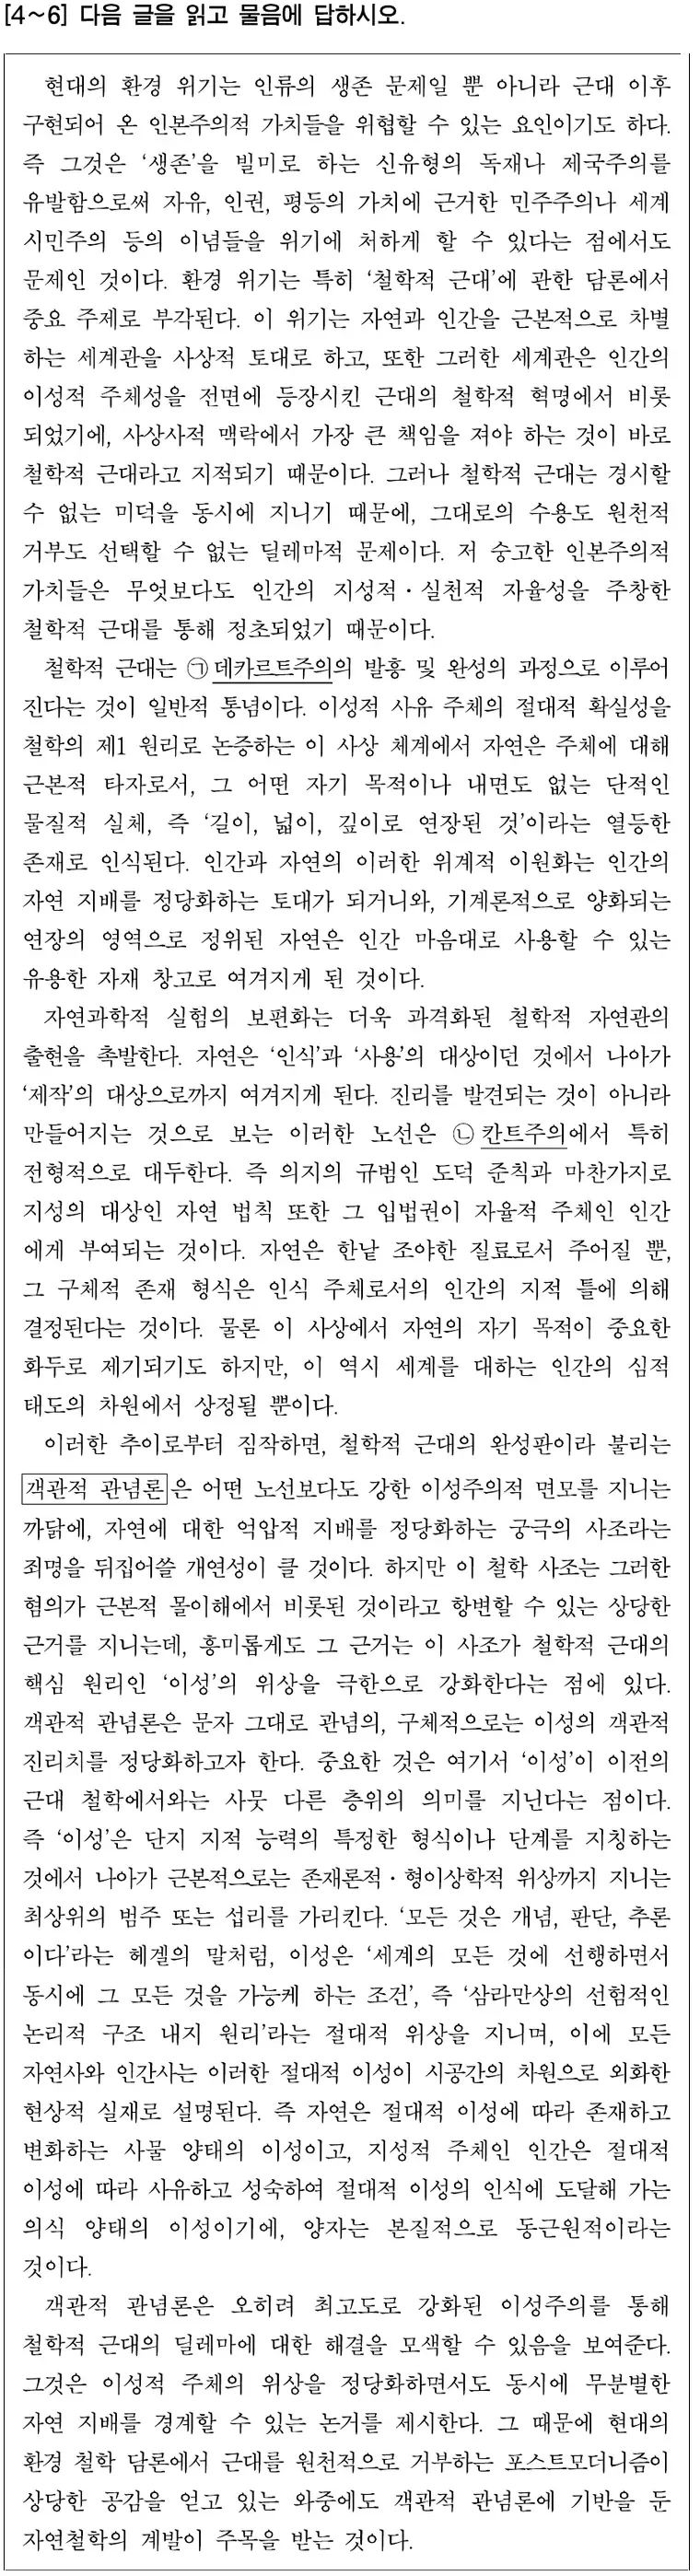 [4～6] 다음 글을 읽고 물음에 답하시오.
현대의 환경 위기는 인류의 생존 문제일 뿐 아니라 근대 이후
구현되어 온 인본주의적 가치들을 위협할 수 있는 요인이기도 하다.
즉 그것은 ‘생존’을 빌미로 하는 신유형의 독재나 제국주의를
유발함으로써 자유, 인권, 평등의 가치에 근거한 민주주의나 세계
시민주의 등의 이념들을 위기에 처하게 할 수 있다는 점에서도
문제인 것이다. 환경 위기는 특히 ‘철학적 근대’에 관한 담론에서
중요 주제로 부각된다. 이 위기는 자연과 인간을 근본적으로 차별
하는 세계관을 사상적 토대로 하고, 또한 그러한 세계관은 인간의
이성적 주체성을 전면에 등장시킨 근대의 철학적 혁명에서 비롯
되었기에, 사상사적 맥락에서 가장 큰 책임을 져야 하는 것이 바로
철학적 근대라고 지적되기 때문이다. 그러나 철학적 근대는 경시할
수 없는 미덕을 동시에 지니기 때문에, 그대로의 수용도 원천적
거부도 선택할 수 없는 딜레마적 문제이다. 저 숭고한 인본주의적
가치들은 무엇보다도 인간의 지성적·실천적 자율성을 주창한
철학적 근대를 통해 정초되었기 때문이다.
철학적 근대는 ㉠데카르트주의의 발흥 및 완성의 과정으로 이루어
진다는 것이 일반적 통념이다. 이성적 사유 주체의 절대적 확실성을
철학의 제1 원리로 논증하는 이 사상 체계에서 자연은 주체에 대해
근본적 타자로서, 그 어떤 자기 목적이나 내면도 없는 단적인
물질적 실체, 즉 ‘길이, 넓이, 깊이로 연장된 것’이라는 열등한
존재로 인식된다. 인간과 자연의 이러한 위계적 이원화는 인간의
자연 지배를 정당화하는 토대가 되거니와, 기계론적으로 양화되는
연장의 영역으로 정위된 자연은 인간 마음대로 사용할 수 있는
유용한 자재 창고로 여겨지게 된 것이다.
자연과학적 실험의 보편화는 더욱 과격화된 철학적 자연관의
출현을 촉발한다. 자연은 ‘인식’과 ‘사용’의 대상이던 것에서 나아가
‘제작’의 대상으로까지 여겨지게 된다. 진리를 발견되는 것이 아니라
만들어지는 것으로 보는 이러한 노선은 ㉡칸트주의에서 특히
전형적으로 대두한다. 즉 의지의 규범인 도덕 준칙과 마찬가지로
지성의 대상인 자연 법칙 또한 그 입법권이 자율적 주체인 인간
에게 부여되는 것이다. 자연은 한낱 조야한 질료로서 주어질 뿐,
그 구체적 존재 형식은 인식 주체로서의 인간의 지적 틀에 의해
결정된다는 것이다. 물론 이 사상에서 자연의 자기 목적이 중요한
화두로 제기되기도 하지만, 이 역시 세계를 대하는 인간의 심적
태도의 차원에서 상정될 뿐이다.
이러한 추이로부터 짐작하면, 철학적 근대의 완성판이라 불리는
객관적 관념론은 어떤 노선보다도 강한 이성주의적 면모를 지니는
까닭에, 자연에 대한 억압적 지배를 정당화하는 궁극의 사조라는
죄명을 뒤집어쓸 개연성이 클 것이다. 하지만 이 철학 사조는 그러한
혐의가 근본적 몰이해에서 비롯된 것이라고 항변할 수 있는 상당한
근거를 지니는데, 흥미롭게도 그 근거는 이 사조가 철학적 근대의
핵심 원리인 ‘이성’의 위상을 극한으로 강화한다는 점에 있다.
객관적 관념론은 문자 그대로 관념의, 구체적으로는 이성의 객관적
진리치를 정당화하고자 한다. 중요한 것은 여기서 ‘이성’이 이전의
근대 철학에서와는 사뭇 다른 층위의 의미를 지닌다는 점이다.
즉 ‘이성’은 단지 지적 능력의 특정한 형식이나 단계를 지칭하는
것에서 나아가 근본적으로는 존재론적·형이상학적 위상까지 지니는
최상위의 범주 또는 섭리를 가리킨다. ‘모든 것은 개념, 판단, 추론
이다’라는 헤겔의 말처럼, 이성은 ‘세계의 모든 것에 선행하면서
동시에 그 모든 것을 가능케 하는 조건’, 즉 ‘삼라만상의 선험적인
논리적 구조 내지 원리’라는 절대적 위상을 지니며, 이에 모든
자연사와 인간사는 이러한 절대적 이성이 시공간의 차원으로 외화한
현상적 실재로 설명된다. 즉 자연은 절대적 이성에 따라 존재하고
변화하는 사물 양태의 이성이고, 지성적 주체인 인간은 절대적
이성에 따라 사유하고 성숙하여 절대적 이성의 인식에 도달해 가는
의식 양태의 이성이기에, 양자는 본질적으로 동근원적이라는
것이다.
객관적 관념론은 오히려 최고도로 강화된 이성주의를 통해
철학적 근대의 딜레마에 대한 해결을 모색할 수 있음을 보여준다.
그것은 이성적 주체의 위상을 정당화하면서도 동시에 무분별한
자연 지배를 경계할 수 있는 논거를 제시한다. 그 때문에 현대의
환경 철학 담론에서 근대를 원천적으로 거부하는 포스트모더니즘이
상당한 공감을 얻고 있는 와중에도 객관적 관념론에 기반을 둔
자연철학의 계발이 주목을 받는 것이다.